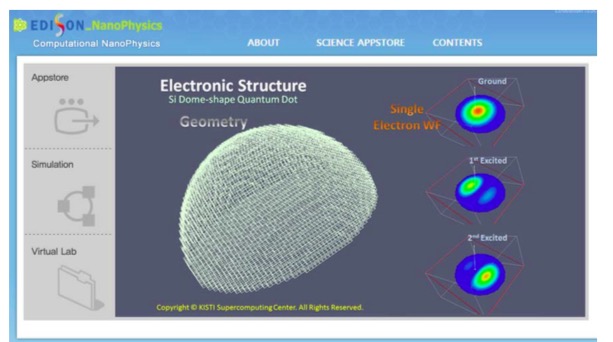 EDISON_NanoPhysics
Computational NanoPhysics
ABOUT
SCIENCE APPSTORE
CONTENTS
Appstore
Simulation
Virtual Lab
Electronic Structure
Si Dome-shape Quantum Dot
Geometry
Single
Electron WF
Ground
1st Excited
2nd Excited
Copyright © KISTI Supercomputing Center. All Rights Reserved.